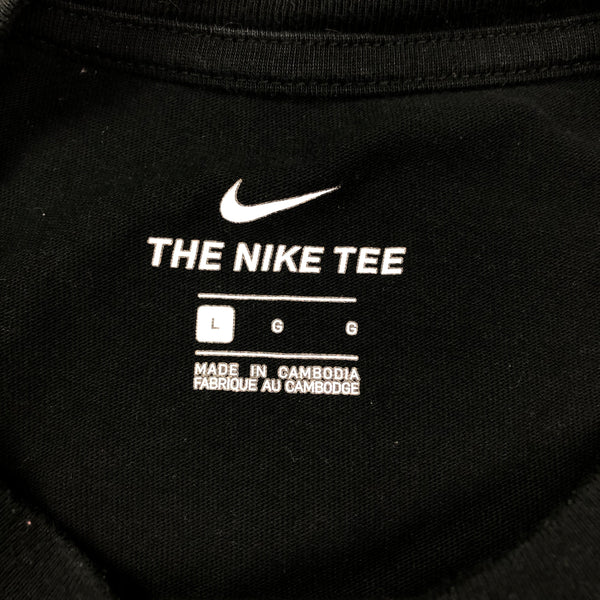 THE NIKE TEE
L G G
MADE IN CAMBODIA
FABRIQUE AU CAMBODGE